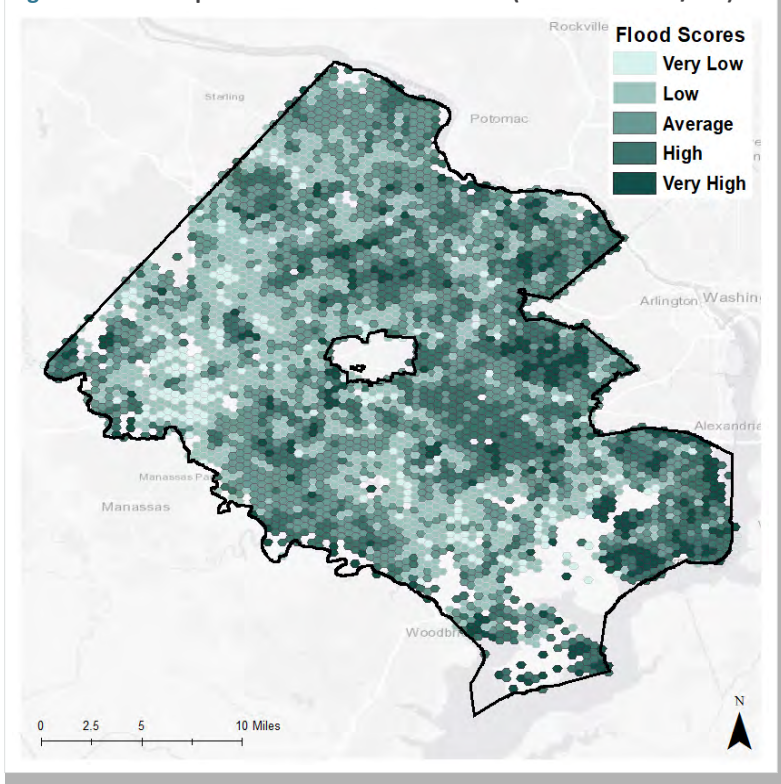 Rockville
Flood Scores
Very Low
Low
Average
High
Very High
Sterling
Potomac
Arlington
Washin
Alexandria
Manassas Pa
Manassas
Woodbri
N
0 2.5 5 10 Miles